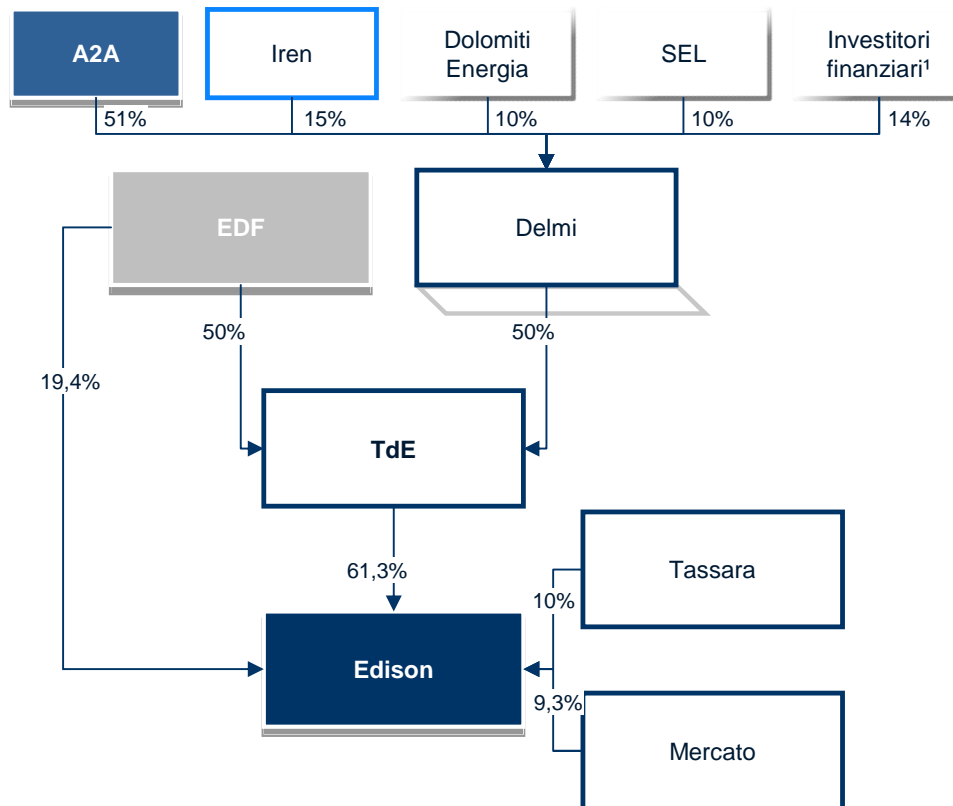 A2A
Iren
Dolomiti
Energia
SEL
Investitori
finanziari¹
51%
15%
10%
10%
14%
EDF
Delmi
50%
50%
19,4%
TdE
61,3%
Tassara
10%
Edison
9,3%
Mercato